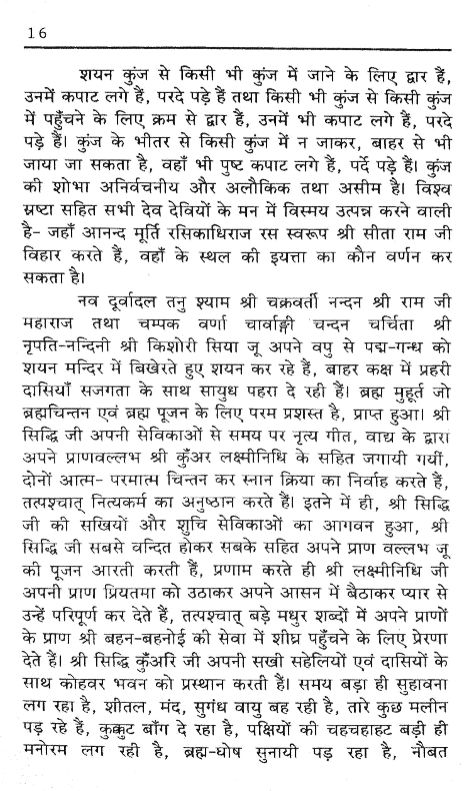 16
शयन कुंज से किसी भी कुंज में जाने के लिए द्वार हैं,
उनमें कपाट लगे हैं, परदे पड़े हैं तथा किसी भी कुंज से किसी कुंज
में पहुँचने के लिए क्रम से द्वार हैं, उनमें भी कपाट लगे हैं, परदे
पड़े हैं। कुंज के भीतर से किसी कुंज में न जाकर, बाहर से भी
जाया जा सकता है, वहाँ भी पुष्ट कपाट लगे हैं, पर्दे पड़े हैं। कुंज
की शोभा अनिर्वचनीय और अलौकिक तथा असीम है। विश्व
स्रष्टा सहित सभी देव देवियों के मन में विस्मय उत्पन्न करने वाली
है- जहाँ आनन्द मूर्ति रसिकाधिराज रस स्वरूप श्री सीता राम जी
विहार करते हैं, वहाँ के स्थल की इयत्ता का कौन वर्णन कर
सकता है।
नव दूर्वादल तनु श्याम श्री चक्रवर्ती नन्दन श्री राम जी
महाराज तथा चम्पक वर्णा चार्वाङ्गी चन्दन चर्चिता श्री
नृपति-नन्दिनी श्री किशोरी सिया जू अपने वपु से पद्म-गन्ध को
शयन मन्दिर में बिखेरते हुए शयन कर रहे हैं, बाहर कक्ष में प्रहरी
दासियाँ सजगता के साथ सायुध पहरा दे रही हैं। ब्रह्म मुहूर्त जो
ब्रह्मचिन्तन एवं ब्रह्म पूजन के लिए परम प्रशस्त है, प्राप्त हुआ। श्री
सिद्धि जी अपनी सेविकाओं से समय पर नृत्य गीत, वाद्य के द्वारा
अपने प्राणवल्लभ श्री कुँअर लक्ष्मीनिधि के सहित जगायी गयीं,
दोनों आत्म- परमात्म चिन्तन कर स्नान क्रिया का निर्वाह करते हैं,
तत्पश्चात् नित्यकर्म का अनुष्ठान करते हैं। इतने में ही, श्री सिद्धि
जी की सखियों और शुचि सेविकाओं का आगवन हुआ, श्री
सिद्धि जी सबसे वन्दित होकर सबके सहित अपने प्राण वल्लभ जू
की पूजन आरती करती हैं, प्रणाम करते ही श्री लक्ष्मीनिधि जी
अपनी प्राण प्रियतमा को उठाकर अपने आसन में बैठाकर प्यार से
उन्हें परिपूर्ण कर देते हैं, तत्पश्चात् बड़े मधुर शब्दों में अपने प्राणों
के प्राण श्री बहन-बहनोई की सेवा में शीघ्र पहुँचने के लिए प्रेरणा
देते हैं। श्री सिद्धि कुँअरि जी अपनी सखी सहेलियों एवं दासियों के
साथ कोहवर भवन को प्रस्थान करती हैं। समय बड़ा ही सुहावना
लग रहा है, शीतल, मंद, सुगंध वायु बह रही है, तारे कुछ मलीन
पड़ रहे हैं, कुक्कुट बाँग दे रहा है, पक्षियों की चहचहाहट बड़ी ही
मनोरम लग रही है, ब्रह्म-घोष सुनायी पड़ रहा है, नौबत